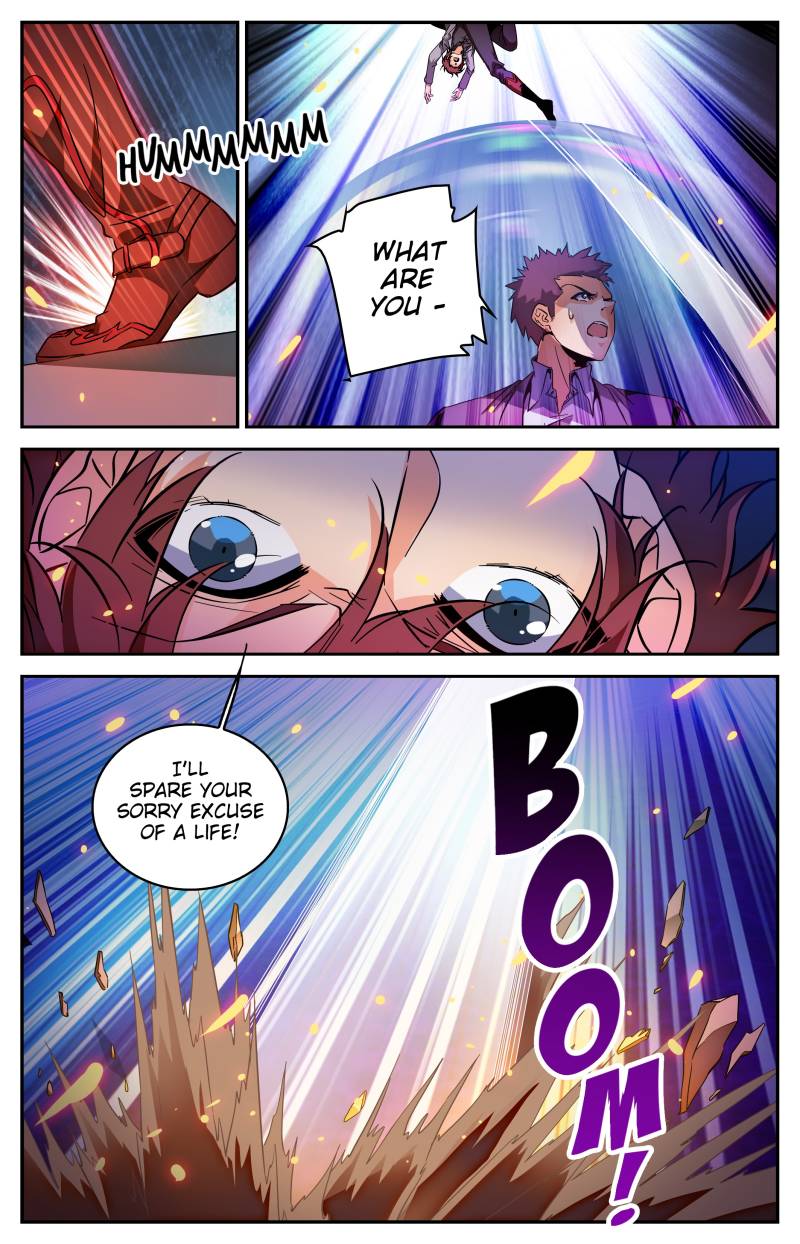 HUMMMMMM
WHAT
ARE
YOU -
I'LL
SPARE YOUR
SORRY EXCUSE
OF A LIFE!
BOOM!